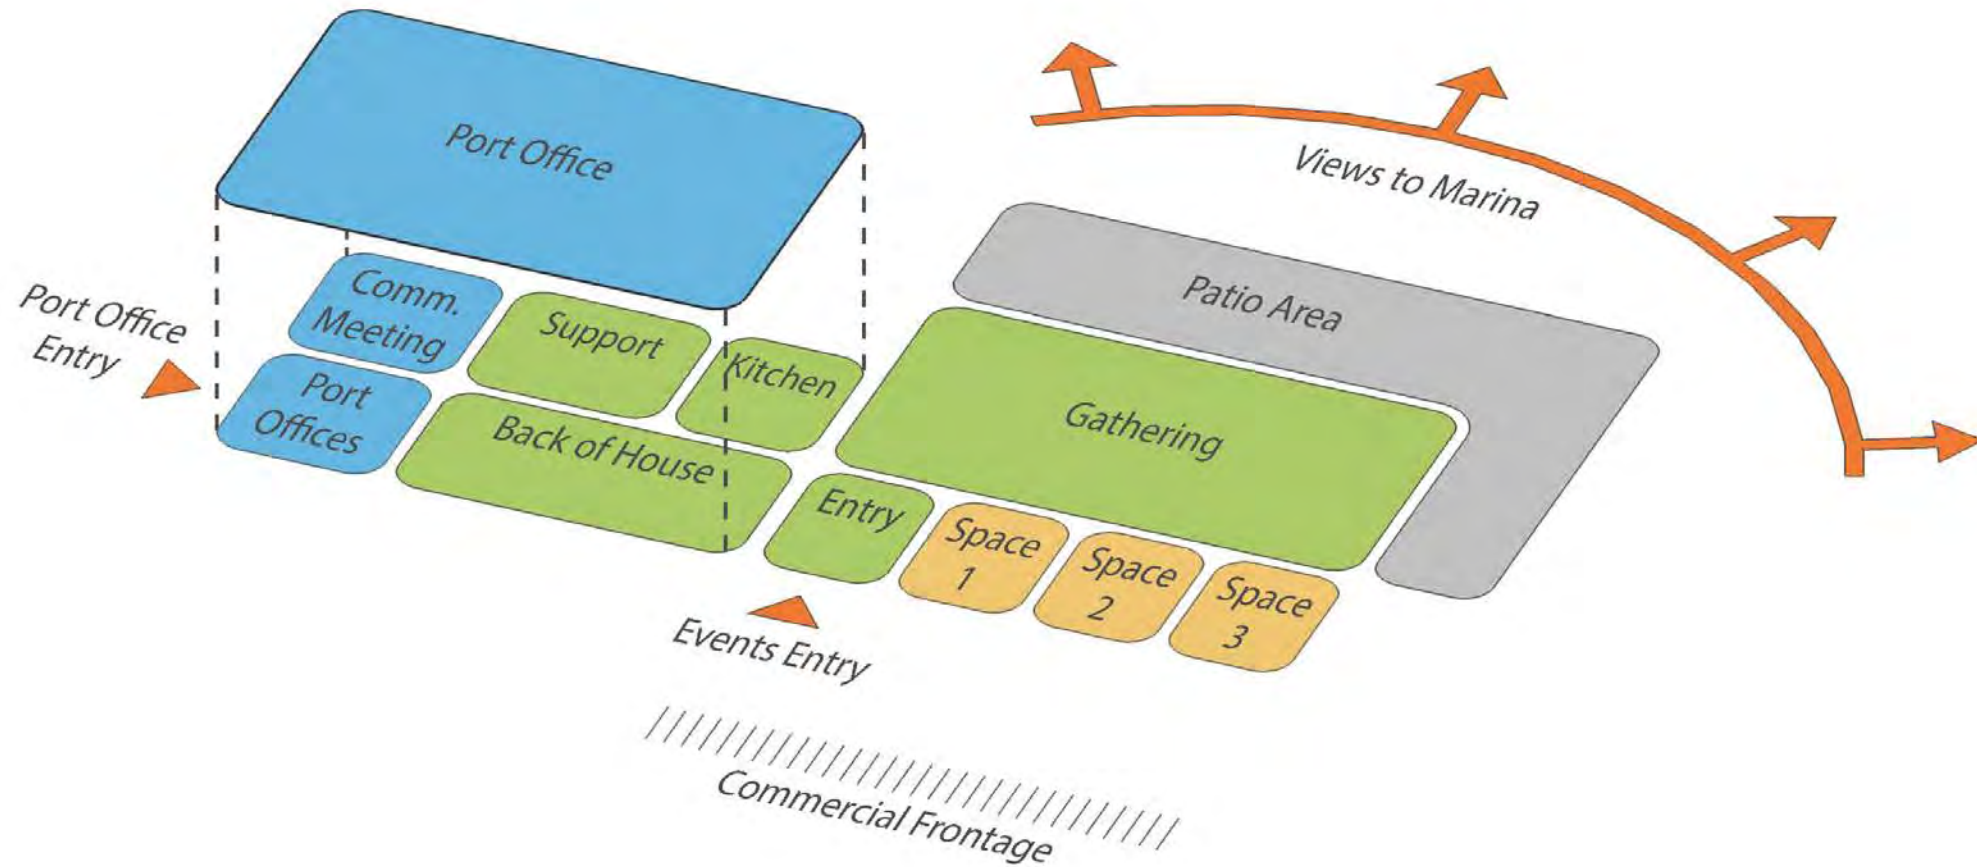 Port Office
Views to Marina
Port Office
Entry
Comm.
Meeting
Support
Kitchen
Patio Area
Port
Offices
Back of House
Gathering
Entry
Space
1
Space
2
Space
3
Events Entry
Commercial Frontage